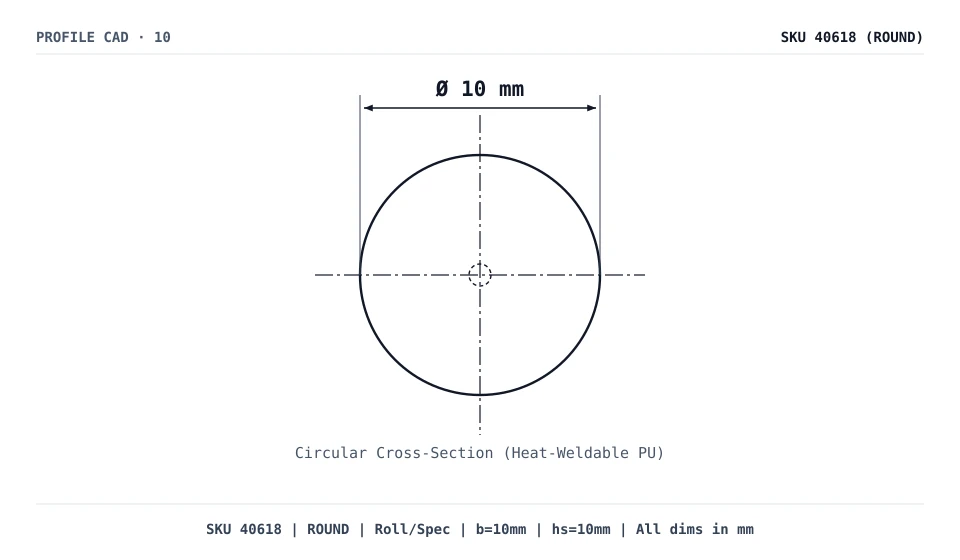 PROFILE CAD · 10
SKU 40618 (ROUND)
Ø 10 mm
Circular Cross-Section (Heat-Weldable PU)
SKU 40618 | ROUND | Roll/Spec | b=10mm | hs=10mm | All dims in mm